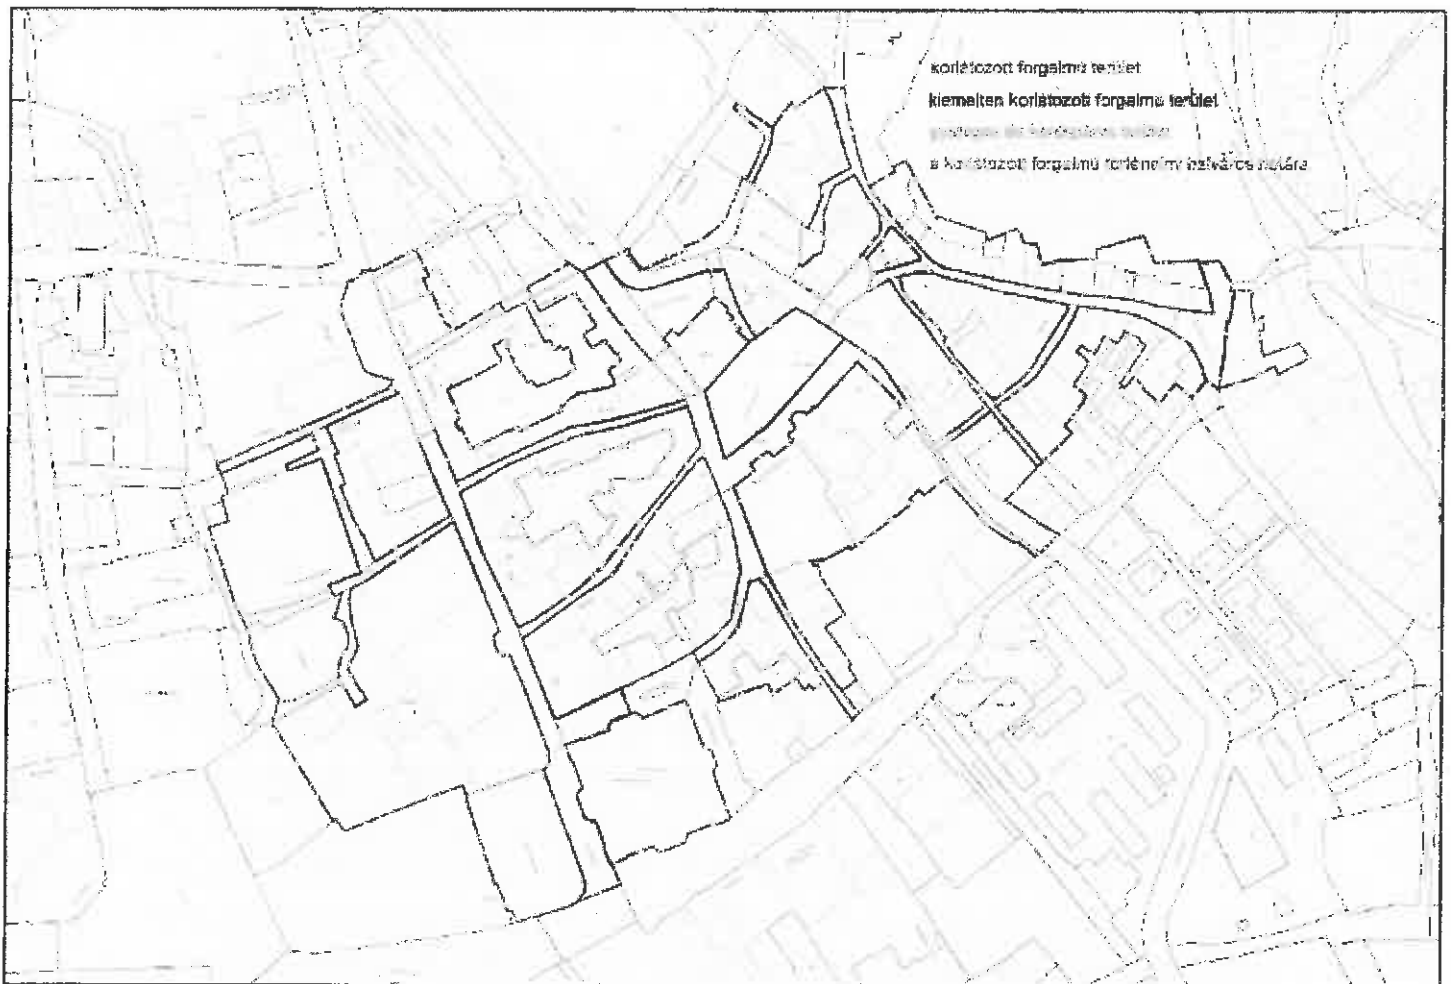 korlátozott forgalmú terület
kiemelten korlátozott forgalmú terület
a korlátozott forgalmú történelmi belváros határa